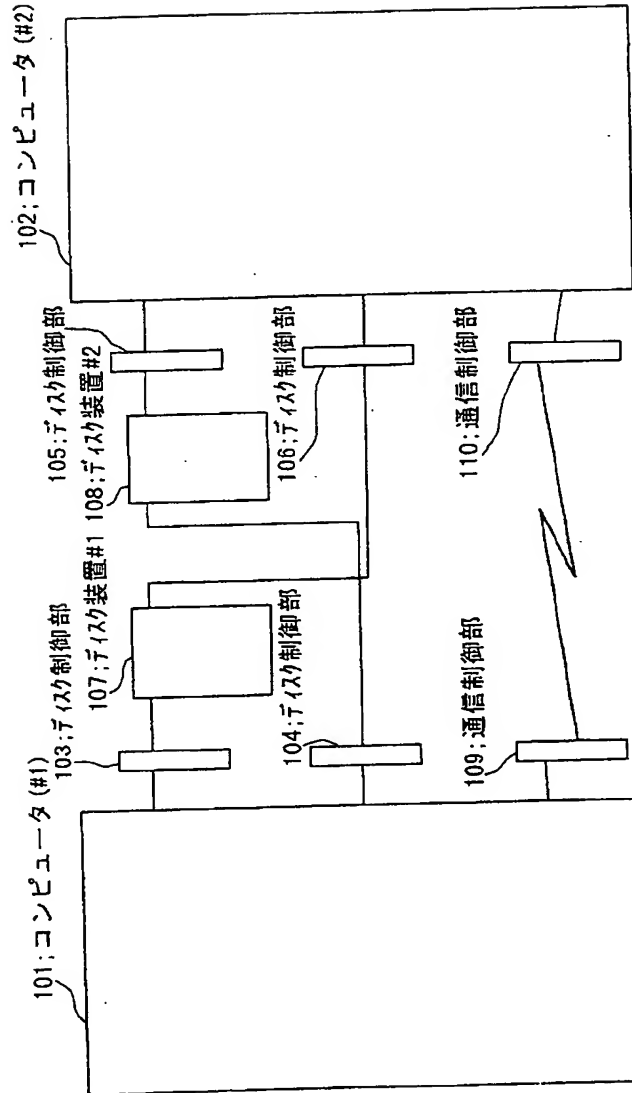 101;コンピュータ(#1)
102;コンピュータ(#2)
103;ディスク制御部
107;ディスク装置#1
108;ディスク装置#2
105;ディスク制御部
104;ディスク制御部
106;ディスク制御部
109;通信制御部
110;通信制御部